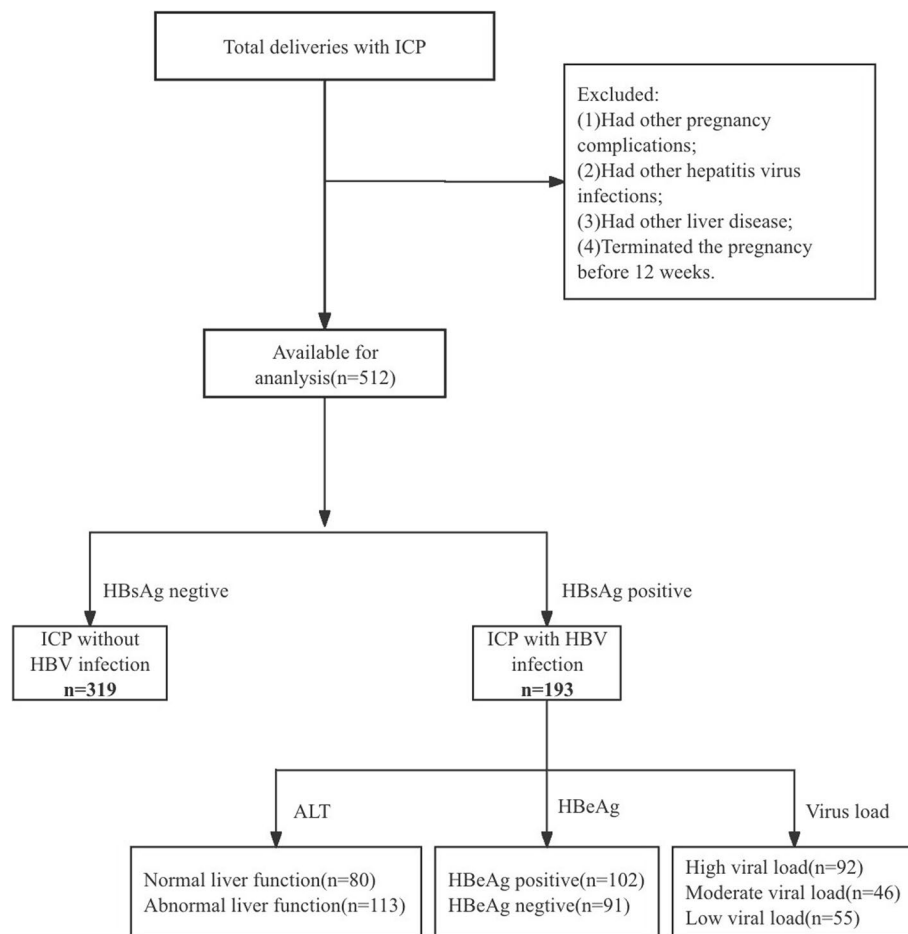 Total deliveries with ICP
Excluded:
(1)Had other pregnancy
complications;
(2)Had other hepatitis virus
infections;
(3)Had other liver disease;
(4)Terminated the pregnancy
before 12 weeks.
Available for
ananlysis(n=512)
HBsAg negtive
HBsAg positive
ICP without
HBV infection
n=319
ICP with HBV
infection
n=193
ALT
HBeAg
Virus load
Normal liver function(n=80)
Abnormal liver function(n=113)
HBeAg positive(n=102)
HBeAg negtive(n=91)
High viral load(n=92)
Moderate viral load(n=46)
Low viral load(n=55)